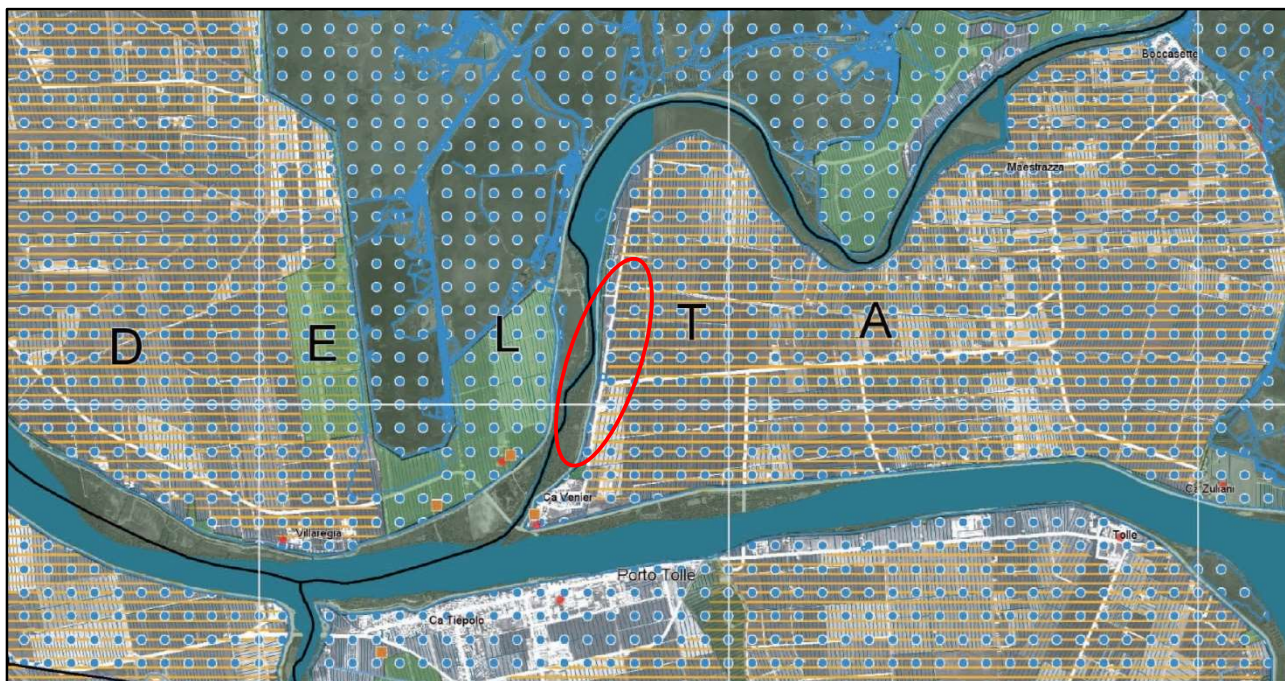 Boccasette
Maestrazza
D E L T A
Ca Venier
Ca Zuliani
Villaregia
Tolle
Porto Tolle
Ca Tiepolo